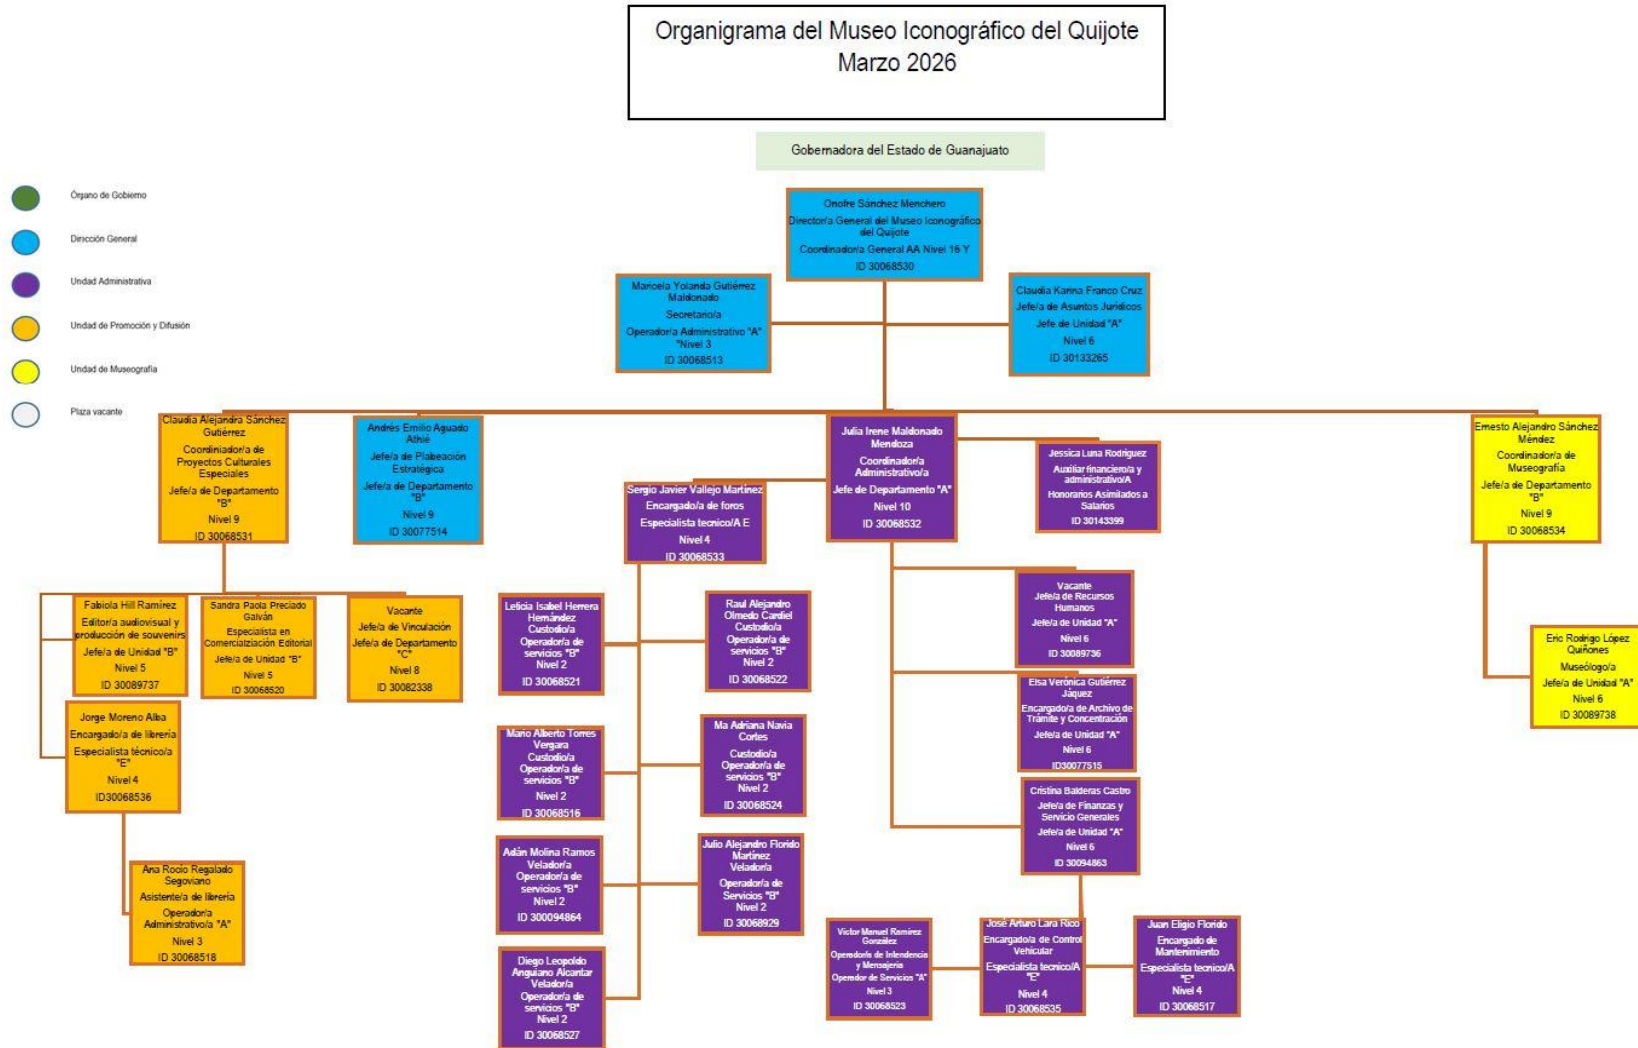 Organigrama del Museo Iconográfico del Quijote
Marzo 2026
Gobernadora del Estado de Guanajuato
Órgano de Gobierno
Dirección General
Unidad Administrativa
Unidad de Promoción y Difusión
Unidad de Museografía
Plaza vacante
Onofre Sánchez Menchero
Director/a General del Museo Iconográfico
del Quijote
Coordinador/a General AA Nivel 16 Y
ID 30068530
Maricela Yolanda Gutiérrez
Maldonado
Secretario/a
Operador/a Administrativo "A"
"Nivel 3
ID 30068513
Claudia Karina Franco Cruz
Jefe/a de Asuntos Jurídicos
Jefe de Unidad "A"
Nivel 6
ID 30133265
Claudia Alejandra Sánchez
Gutiérrez
Coordiniador/a de
Proyectos Culturales
Especiales
Jefe/a de Departamento
"B"
Nivel 9
ID 30068531
Andrés Emilio Aguado
Athié
Jefe/a de Plabeación
Estratégica
Jefe/a de Departamento
"B"
Nivel 9
ID 30077514
Julia Irene Maldonado
Mendoza
Coordinador/a
Administrativo/a
Jefe de Departamento "A"
Nivel 10
ID 30068532
Jessica Luna Rodríguez
Auxiliar financiero/a y
administrativo/A
Honorarios Asimilados a
Salarios
ID 30143399
Ernesto Alejandro Sánchez
Méndez
Coordinador/a de
Museografía
Jefe/a de Departamento
"B"
Nivel 9
ID 30068534
Sergio Javier Vallejo Martínez
Encargado/a de foros
Especialista tecnico/A E
Nivel 4
ID 30068533
Fabiola Hill Ramírez
Editor/a audiovisual y
producción de souvenirs
Jefe/a de Unidad "B"
Nivel 5
ID 30089737
Sandra Paola Preciado
Galván
Especialista en
Comercialziación Editorial
Jefe/a de Unidad "B"
Nivel 5
ID 30068520
Vacante
Jefe/a de Vinculación
Jefe/a de Departamento
"C"
Nivel 8
ID 30082338
Jorge Moreno Alba
Encargado/a de librería
Especialista técnico/a
"E"
Nivel 4
ID30068536
Ana Rocío Regalado
Segoviano
Asistente/a de librería
Operador/a
Administrativo/a "A"
Nivel 3
ID 30068518
Leticia Isabel Herrera
Hernández
Custodio/a
Operador/a de
servicios "B"
Nivel 2
ID 30068521
Raul Alejandro
Olmedo Cardiel
Custodio/a
Operador/a de
servicios "B"
Nivel 2
ID 30068522
Mario Alberto Torres
Vergara
Custodio/a
Operador/a de
servicios "B"
Nivel 2
ID 30068516
Ma Adriana Navia
Cortes
Custodio/a
Operador/a de
servicios "B"
Nivel 2
ID 30068524
Adán Molina Ramos
Velador/a
Operador/a de
servicios "B"
Nivel 2
ID 300094864
Julio Alejandro Florido
Martínez
Velador/a
Operador/a de
Servicios "B"
Nivel 2
ID 30068929
Diego Leopoldo
Anguiano Alcantar
Velador/a
Operador/a de
servicios "B"
Nivel 2
ID 30068527
Vacante
Jefe/a de Recursos
Humanos
Jefe/a de Unidad "A"
Nivel 6
ID 30089736
Elsa Verónica Gutiérrez
Jáquez
Encargado/a de Archivo de
Trámite y Concentración
Jefe/a de Unidad "A"
Nivel 6
ID30077515
Cristina Balderas Castro
Jefe/a de Finanzas y
Servicio Generales
Jefe/a de Unidad "A"
Nivel 6
ID 30094863
Victor Manuel Ramírez
González
Operador/a de Intendencia
y Mensajería
Operador de Servicios "A"
Nivel 3
ID 30068523
José Arturo Lara Rico
Encargado/a de Control
Vehicular
Especialista tecnico/A
"E"
Nivel 4
ID 30068535
Juan Eligio Florido
Encargado de
Mantenimiento
Especialista tecnico/A
"E"
Nivel 4
ID 30068517
Eric Rodrigo López
Quiñones
Museólogo/a
Jefe/a de Unidad "A"
Nivel 6
ID 30089738